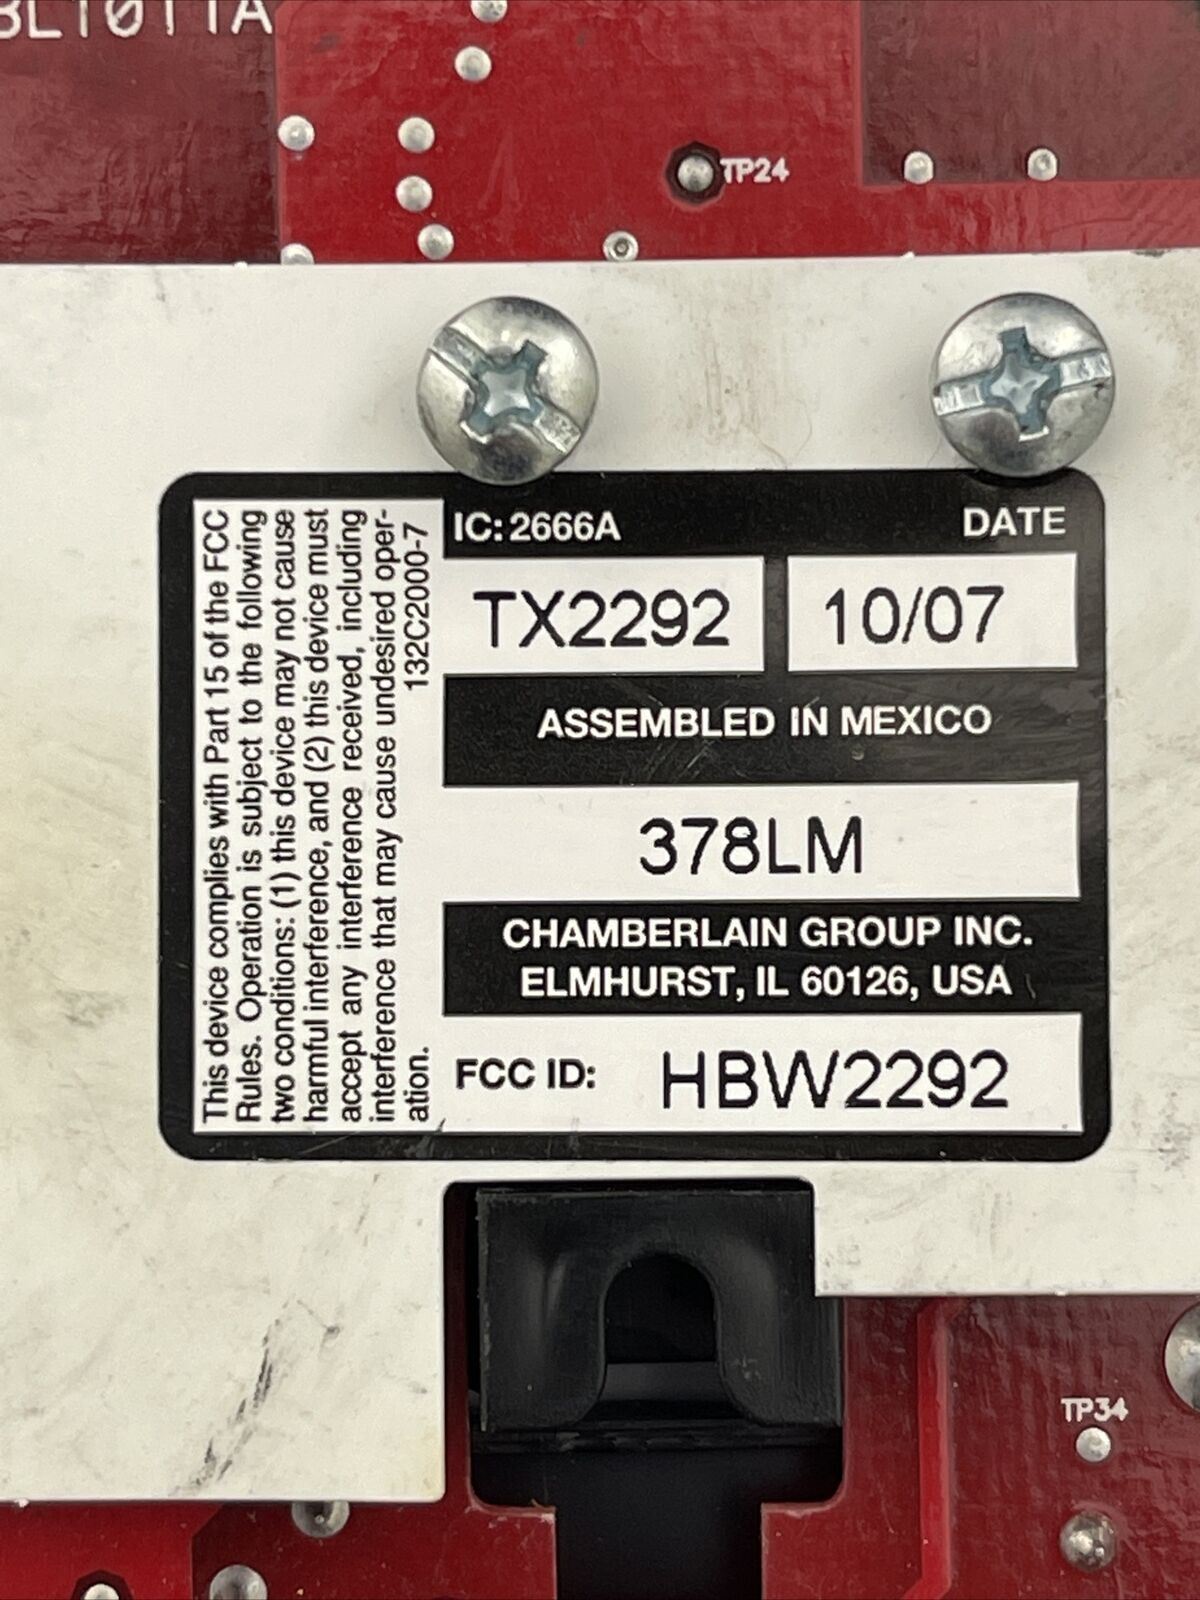 TP24
IC: 2666A
DATE
TX2292
10/07
ASSEMBLED IN MEXICO
378LM
CHAMBERLAIN GROUP INC.
ELMHURST, IL 60126, USA
FCC ID: HBW2292
This device complies with Part 15 of the FCC
Rules. Operation is subject to the following
two conditions: (1) this device may not cause
harmful interference, and (2) this device must
accept any interference received, including
interference that may cause undesired oper-
ation.
132C2000-7
TP34